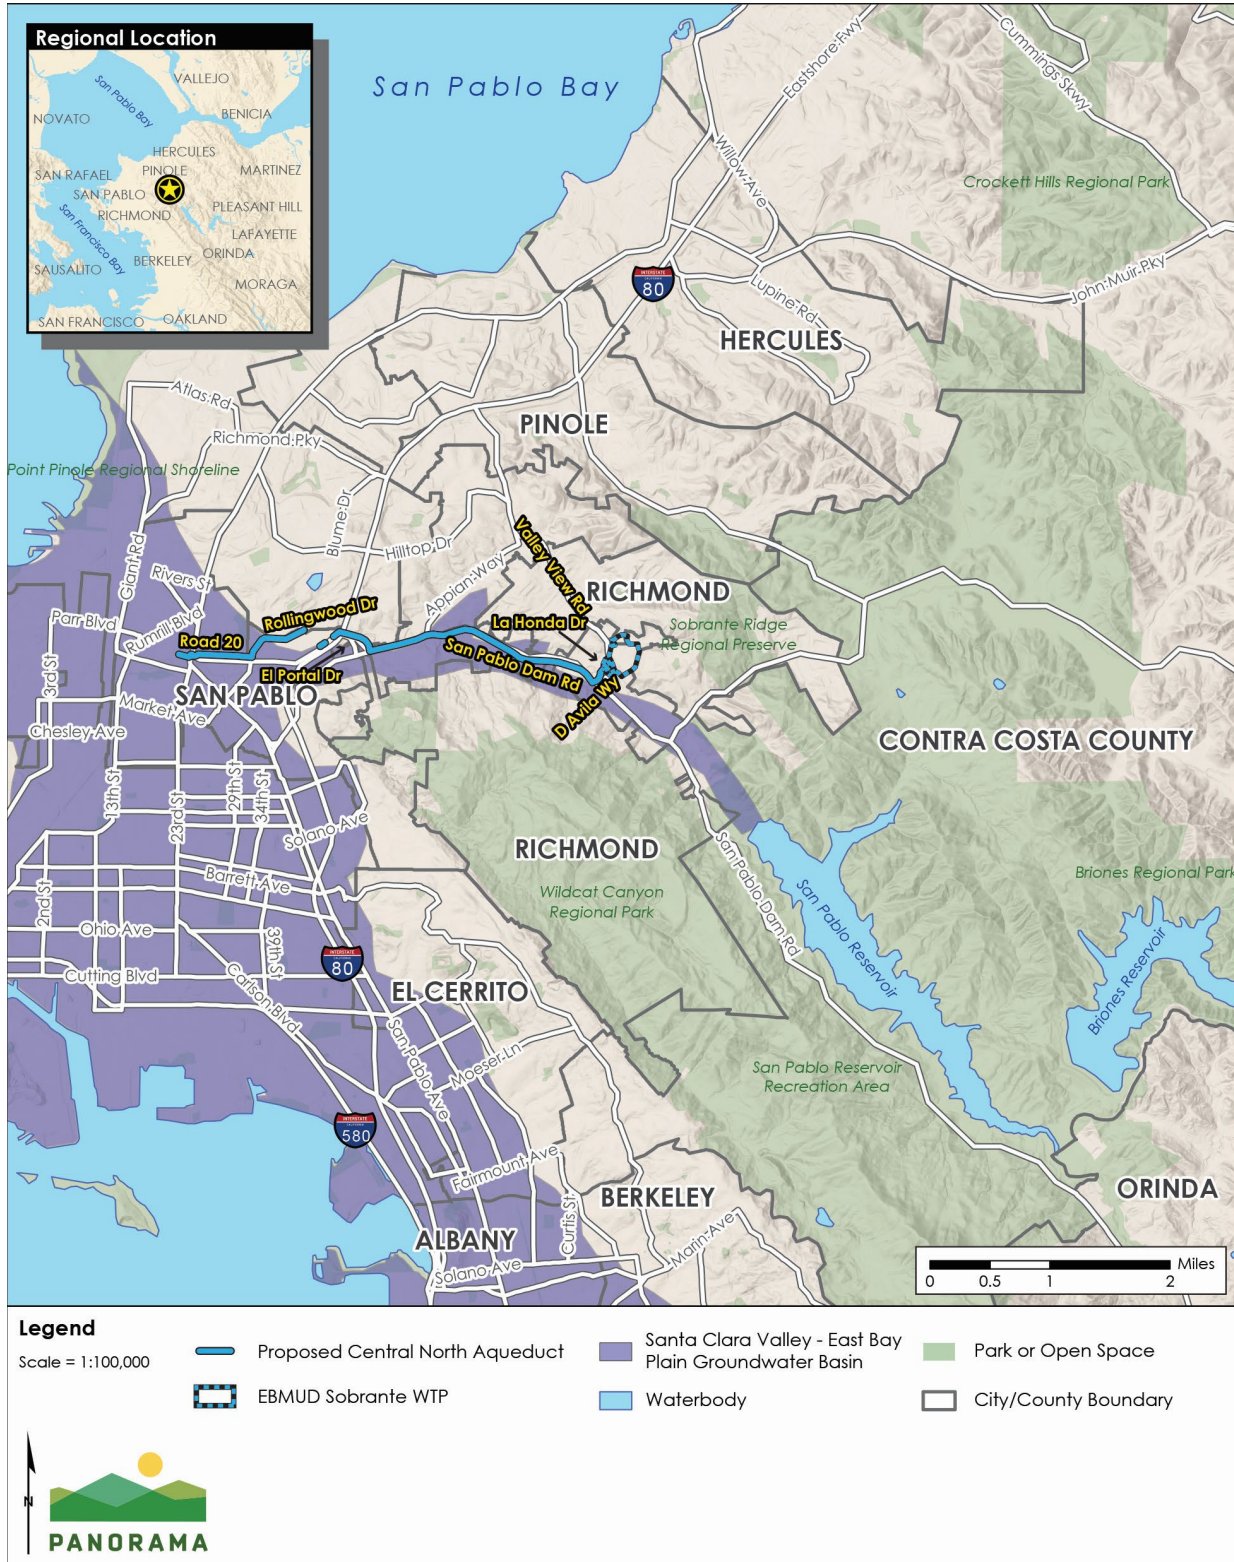 Regional Location
San Pablo Bay
VALLEJO
NOVATO
BENICIA
HERCULES
PINOLE
SAN RAFAEL
MARTINEZ
SAN PABLO
RICHMOND
PLEASANT HILL
San Francisco Bay
LAFAYETTE
ORINDA
BERKELEY
SAUSALITO
MORAGA
SAN FRANCISCO
OAKLAND
San Pablo Bay
Eastshore Fwy
Cummings Skwy
Willow Ave
Crockett Hills Regional Park
INTERSTATE
CALIFORNIA
80
Lupine Rd
John Muir Pky
HERCULES
Atlas Rd
PINOLE
Richmond Pky
Point Pinole Regional Shoreline
Blume Dr
Hilltop Dr
Giant Rd
Rivers St
Appian Way
Valley View Rd
RICHMOND
Parr Blvd
Rumrill Blvd
Road 20
Rollingwood Dr
La Honda Dr
Sobrante Ridge
Regional Preserve
3rd St
El Portal Dr
San Pablo Dam Rd
D Avila Wy
SAN PABLO
Market Ave
Chesley Ave
CONTRA COSTA COUNTY
13th St
23rd St
29th St
34th St
Solano Ave
RICHMOND
San Pablo Dam Rd
Barrett Ave
Wildcat Canyon
Regional Park
San Pablo Reservoir
Briones Regional Park
2nd St
Ohio Ave
39th St
Cutting Blvd
INTERSTATE
CALIFORNIA
80
Carlson Blvd
EL CERRITO
Briones Reservoir
San Pablo Ave
Moeser Ln
San Pablo Reservoir
Recreation Area
INTERSTATE
CALIFORNIA
580
Fairmount Ave
Curtis St
BERKELEY
ORINDA
ALBANY
Marin Ave
Solano Ave
Miles
0 0.5 1 2
Legend
Scale = 1:100,000
Proposed Central North Aqueduct
EBMUD Sobrante WTP
Santa Clara Valley - East Bay
Plain Groundwater Basin
Waterbody
Park or Open Space
City/County Boundary
N
PANORAMA